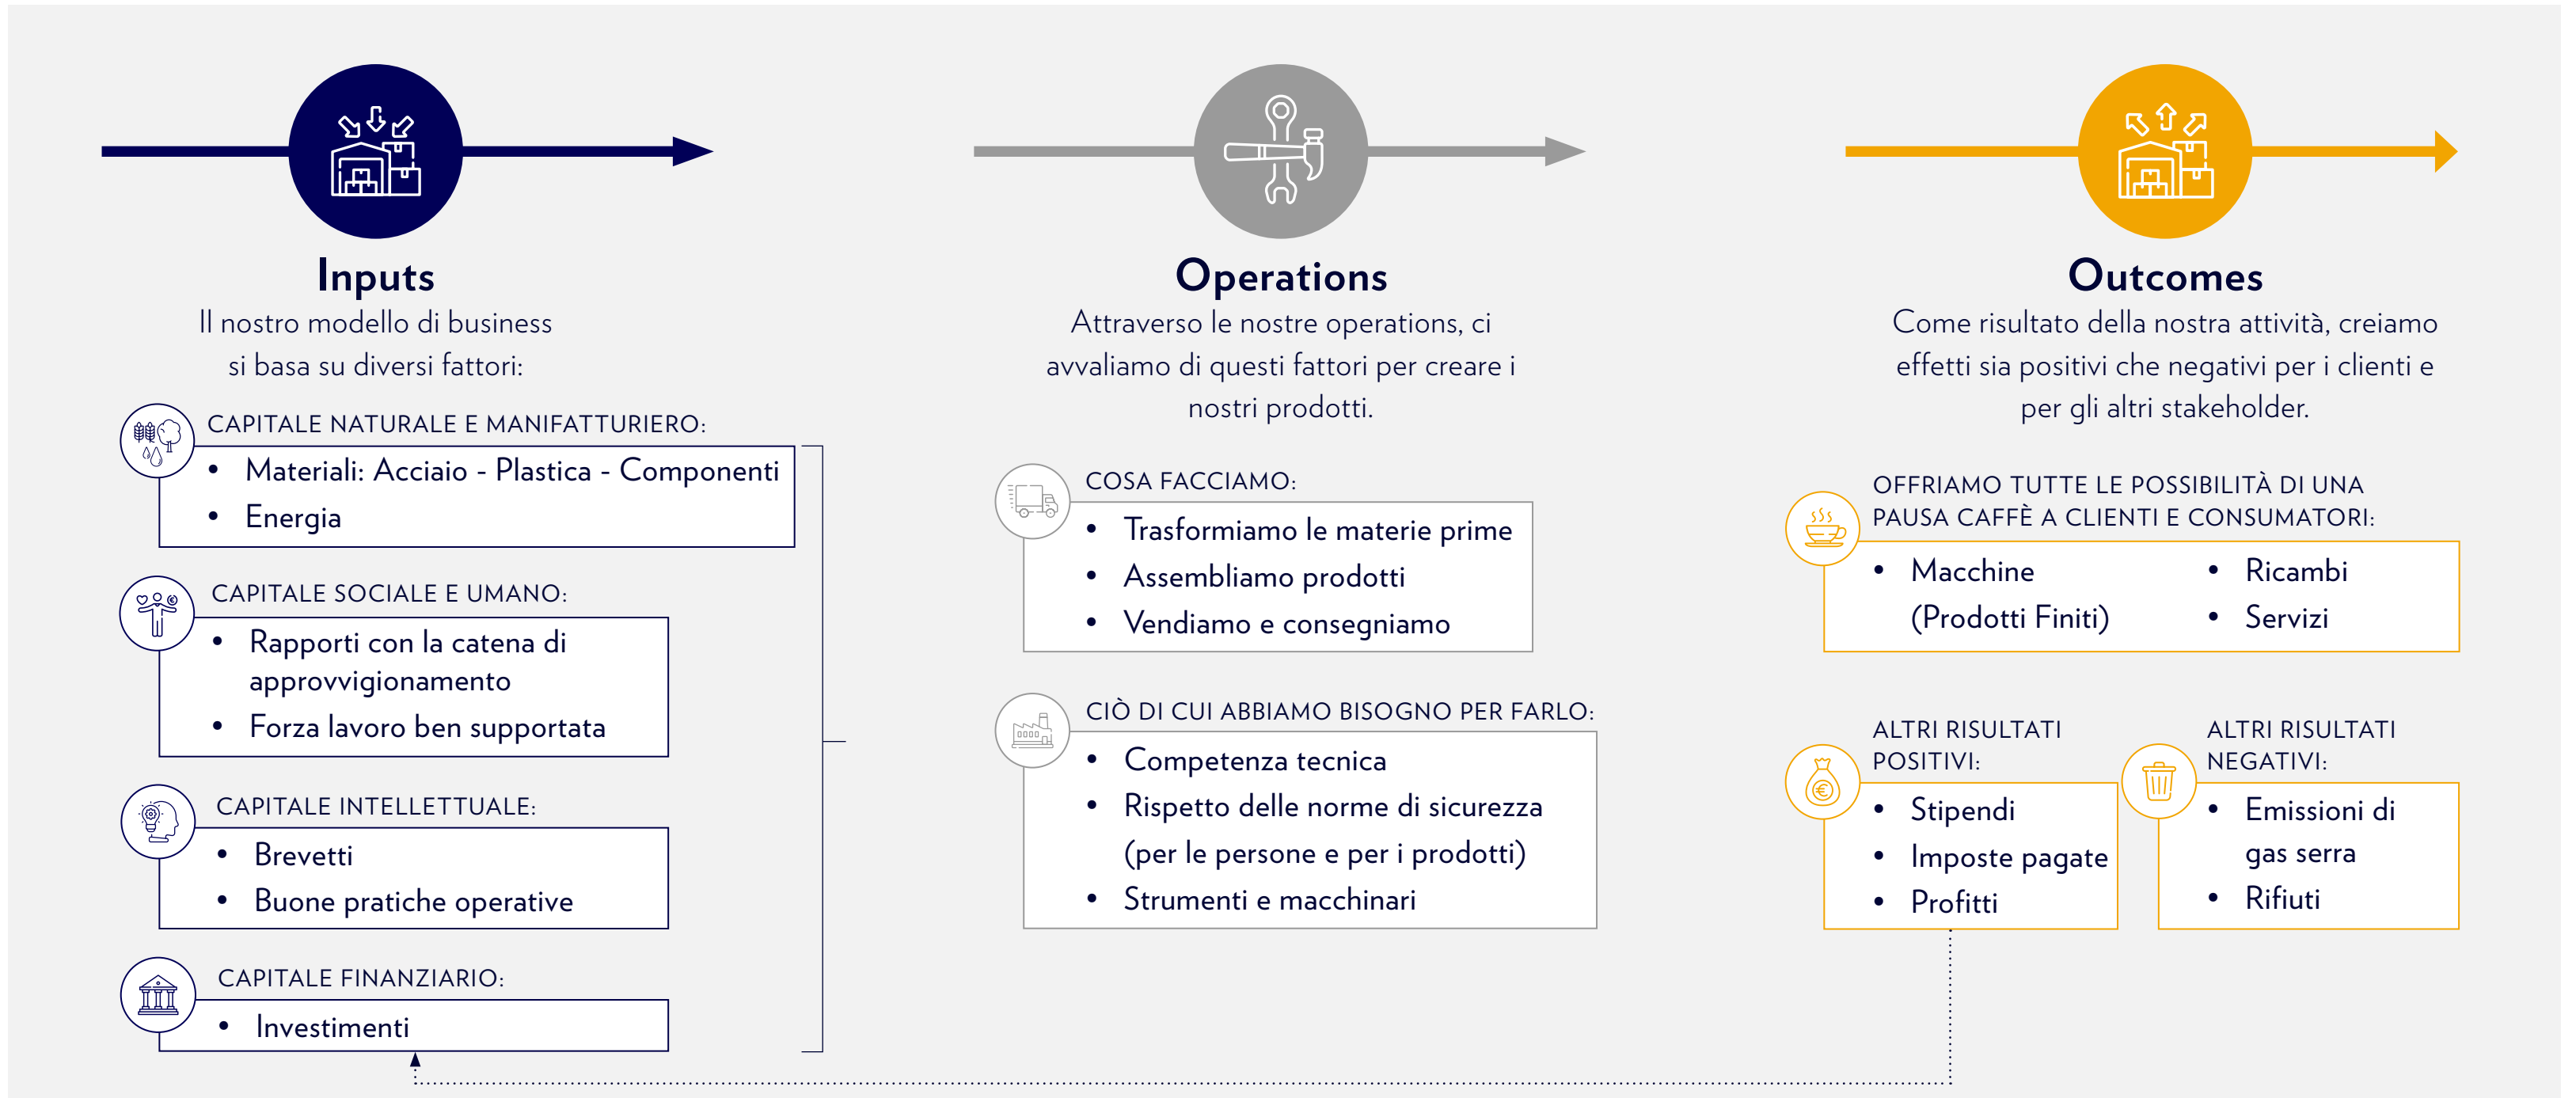 Inputs
Il nostro modello di business
si basa su diversi fattori:
CAPITALE NATURALE E MANIFATTURIERO:
• Materiali: Acciaio - Plastica - Componenti
• Energia
CAPITALE SOCIALE E UMANO:
• Rapporti con la catena di
approvvigionamento
• Forza lavoro ben supportata
CAPITALE INTELLETTUALE:
• Brevetti
• Buone pratiche operative
CAPITALE FINANZIARIO:
• Investimenti
Operations
Attraverso le nostre operations, ci
avvaliamo di questi fattori per creare i
nostri prodotti.
COSA FACCIAMO:
• Trasformiamo le materie prime
• Assembliamo prodotti
• Vendiamo e consegniamo
CIÒ DI CUI ABBIAMO BISOGNO PER FARLO:
• Competenza tecnica
• Rispetto delle norme di sicurezza
(per le persone e per i prodotti)
• Strumenti e macchinari
Outcomes
Come risultato della nostra attività, creiamo
effetti sia positivi che negativi per i clienti e
per gli altri stakeholder.
OFFRIAMO TUTTE LE POSSIBILITÀ DI UNA
PAUSA CAFFÈ A CLIENTI E CONSUMATORI:
• Macchine
(Prodotti Finiti)
• Ricambi
• Servizi
ALTRI RISULTATI
POSITIVI:
• Stipendi
• Imposte pagate
• Profitti
ALTRI RISULTATI
NEGATIVI:
• Emissioni di
gas serra
• Rifiuti